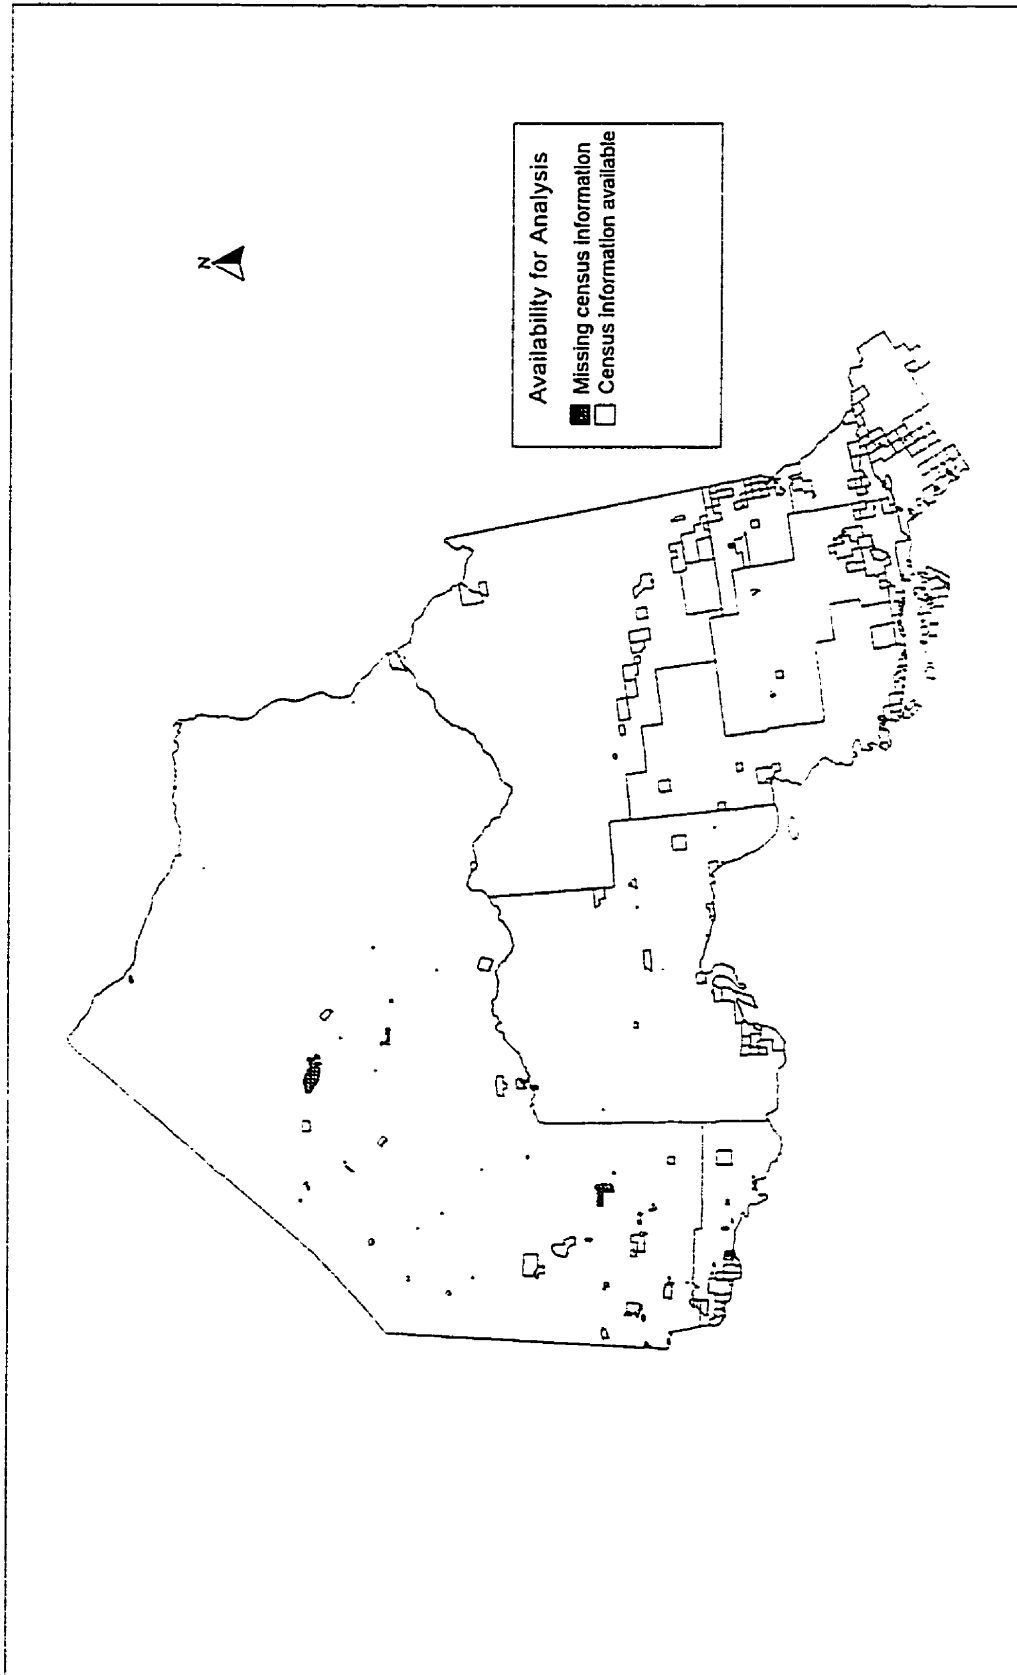 N
Availability for Analysis
Missing census information
Census information available